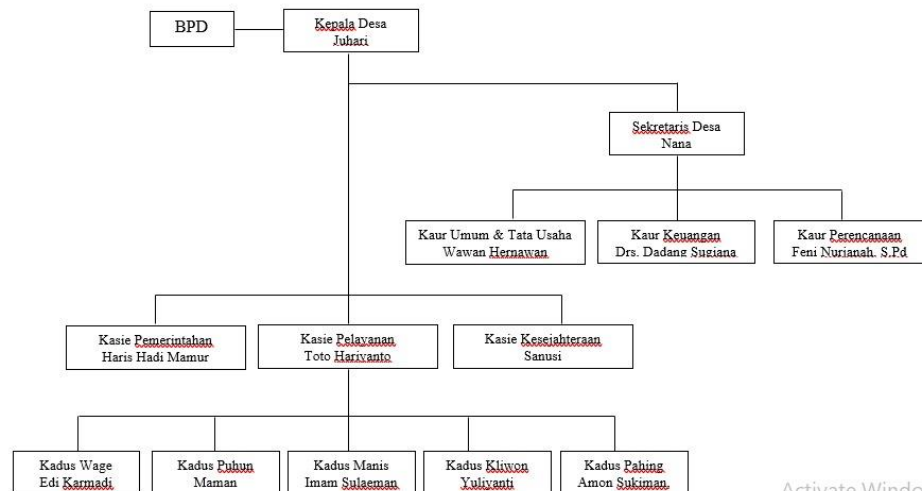 BPD
Kepala Desa
Juhari
Sekretaris Desa
Nana
Kaur Umum & Tata Usaha
Wawan Hernawan
Kaur Keuangan
Drs. Dadang Sugiana
Kaur Perencanaan
Feni Nurianah, S.Pd
Kasie Pemerintahan
Haris Hadi Mamur
Kasie Pelayanan
Toto Hariyanto
Kasie Kesejahteraan
Sanusi
Kadus Wage
Edi Karmadi
Kadus Puhun
Maman
Kadus Manis
Imam Sulaeman
Kadus Kliwon
Yuliyanti
Kadus Pahing
Amon Sukiman
Activate Windo